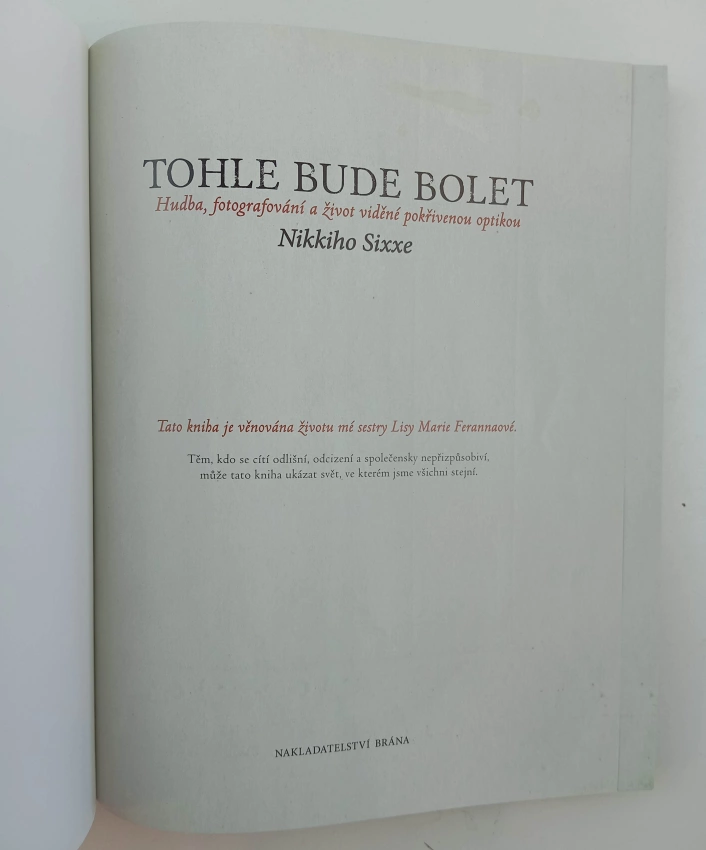 TOHLE BUDE BOLET
Hudba, fotografování a život viděné pokřivenou optikou
Nikkiho Sixxe
Tato kniha je věnována životu mé sestry Lisy Marie Ferannaové.
Těm, kdo se cítí odlišní, odcizení a společensky nepřizpůsobiví,
může tato kniha ukázat svět, ve kterém jsme všichni stejní.
NAKLADATELSTVÍ BRÁNA